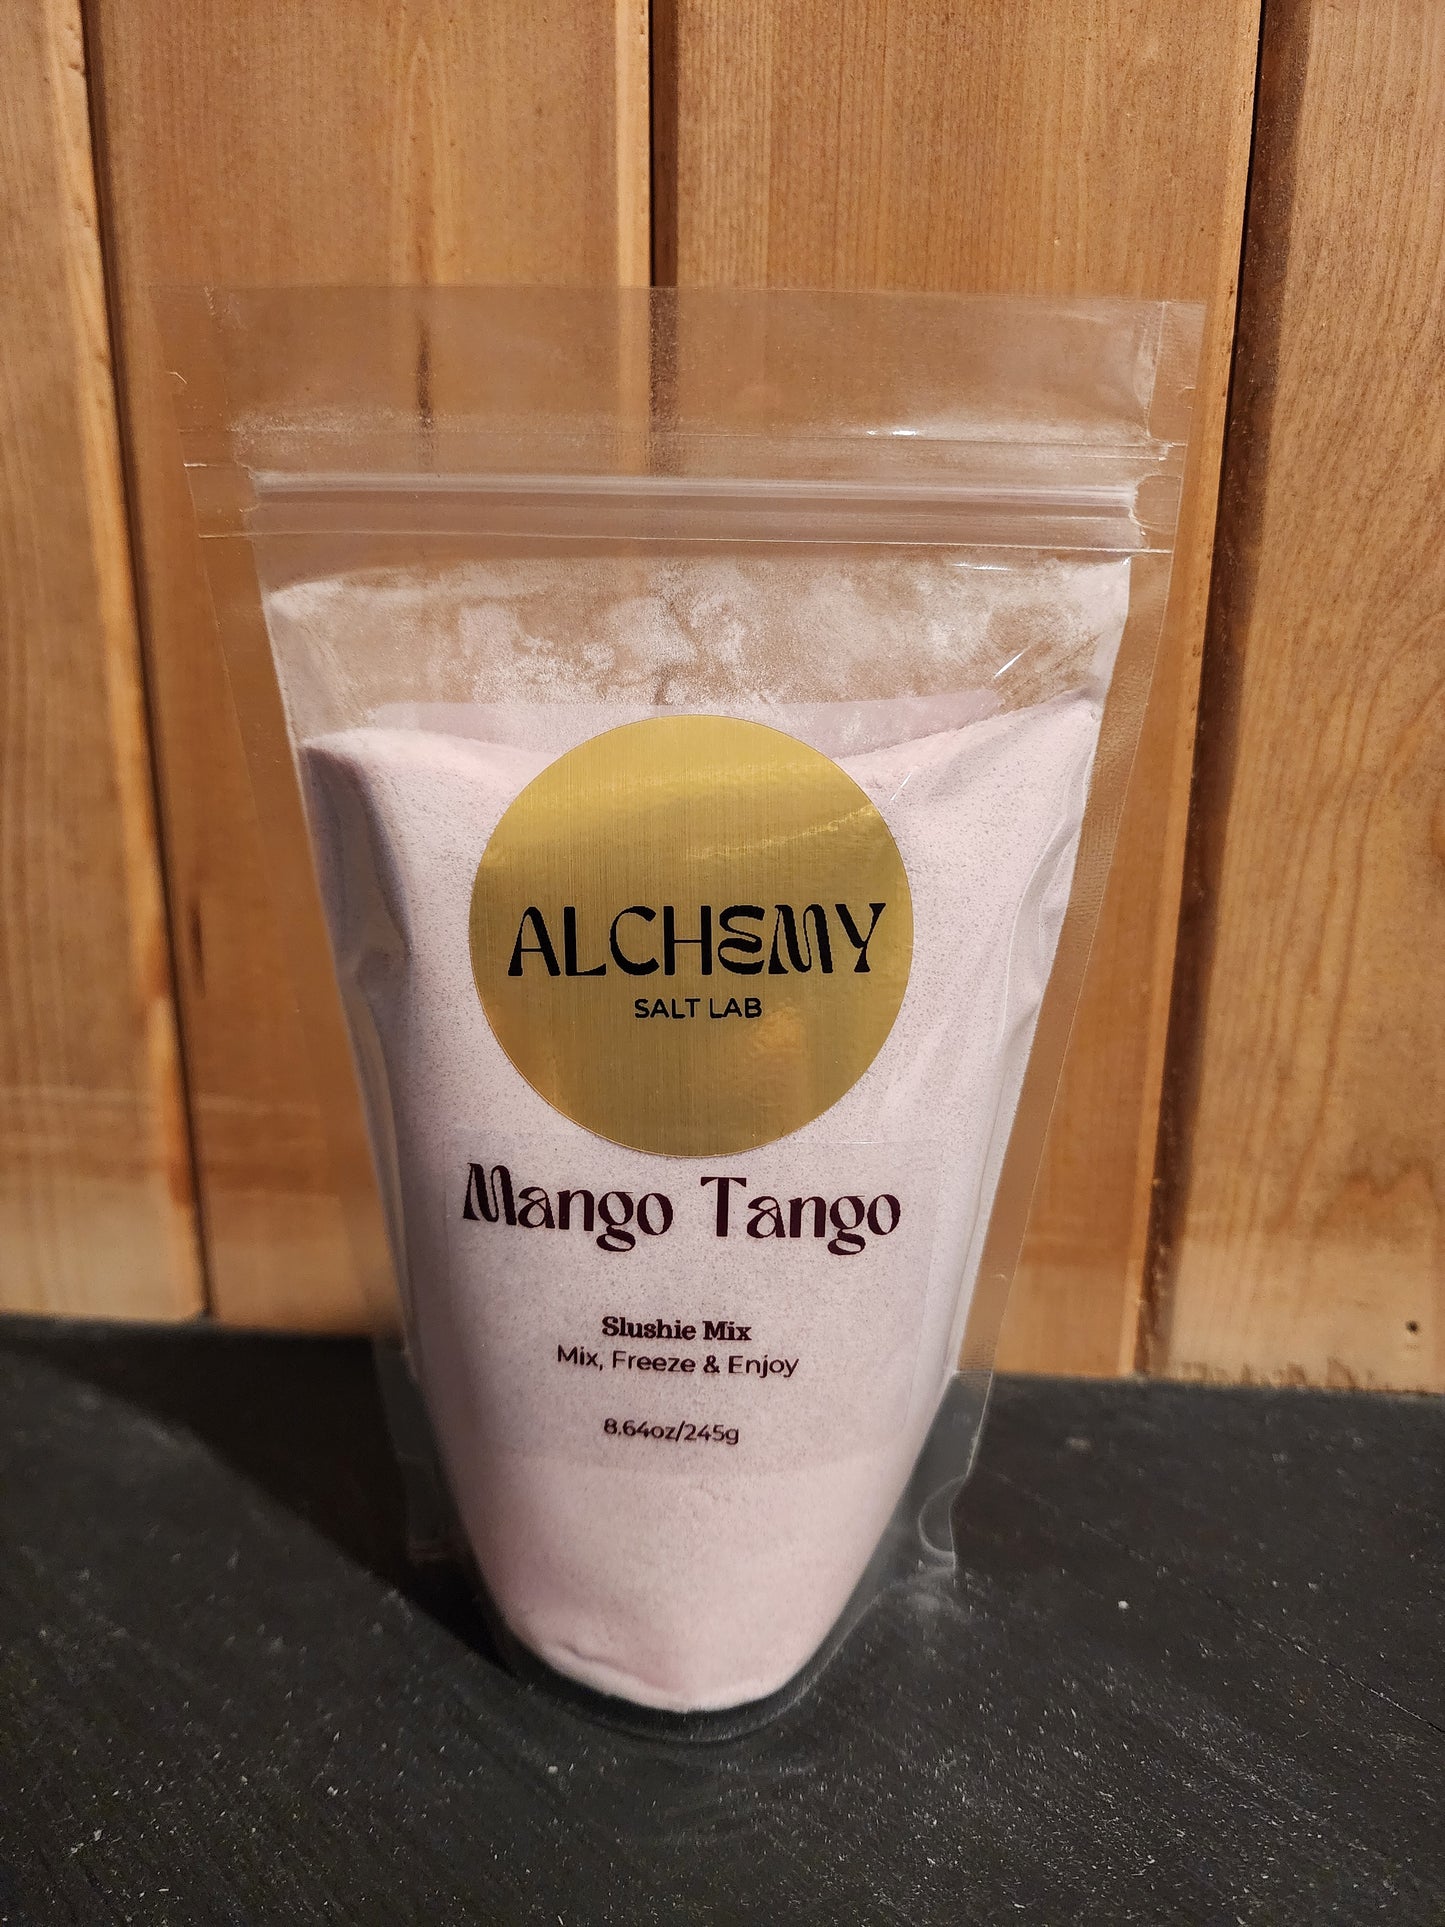 ALCHEMY
SALT LAB
Mango Tango
Slushie Mix
Mix, Freeze & Enjoy
8.64oz/245g